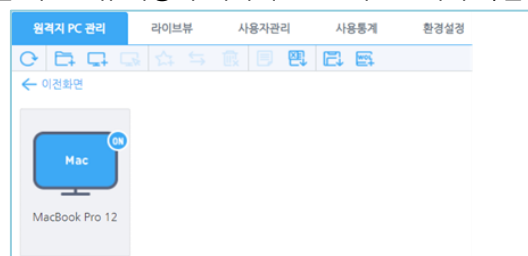 원격지 PC 관리 라이브뷰 사용자관리 사용통계 환경설정
WOL
← 이전화면
ON
Mac
MacBook Pro 12